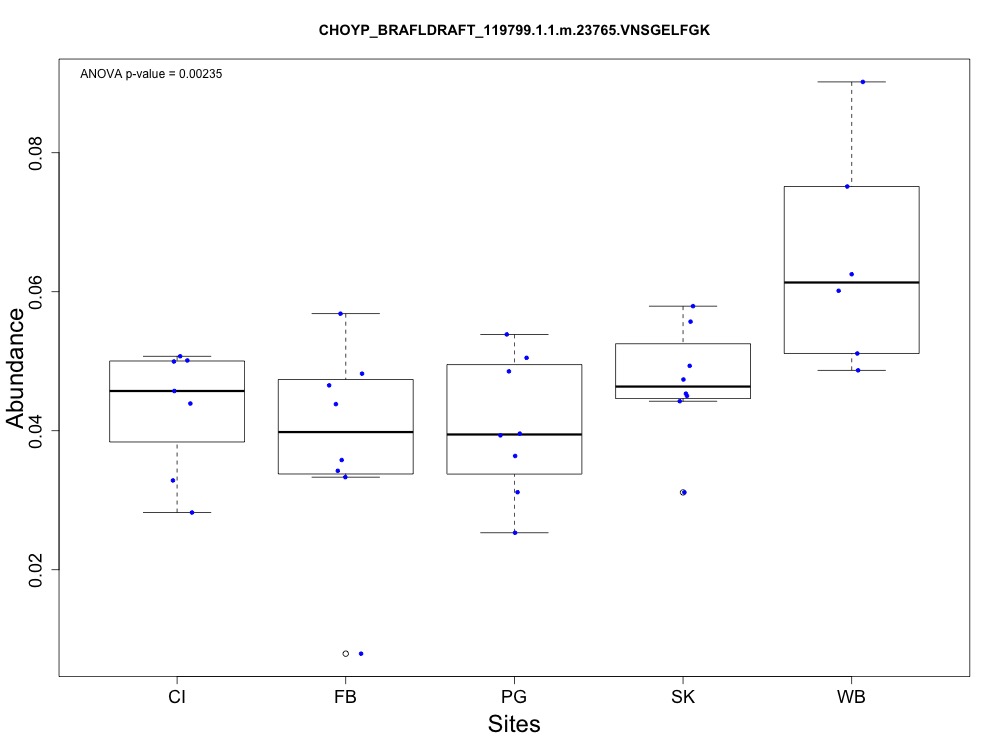 CHOYP_BRAFLDRAFT_119799.1.1.m.23765.VNSGELFGK
ANOVA p-value = 0.00235
0.08
0.06
0.04
0.02
Abundance
CI FB PG SK WB
Sites